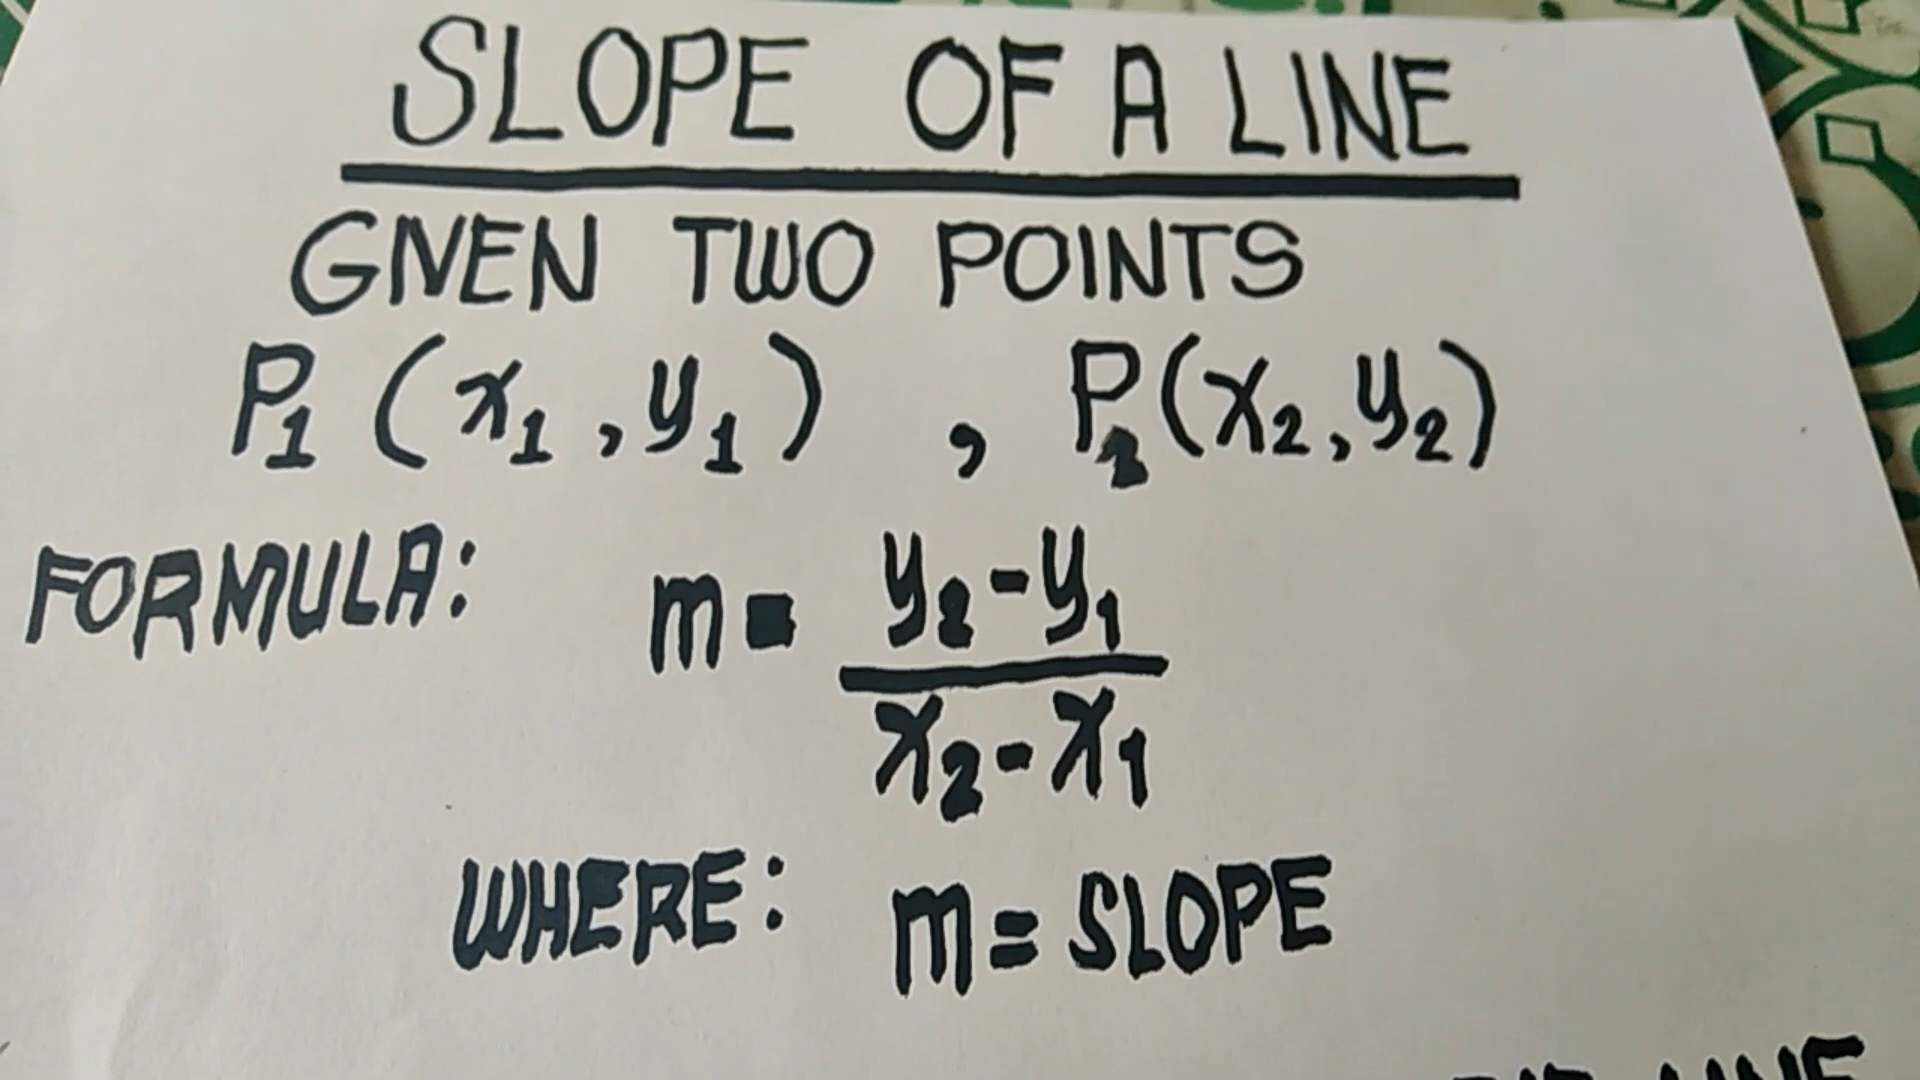 SLOPE OF A LINE
GIVEN TWO POINTS
P₁ (x₁, y₁) , P₂(x₂, y₂)
FORMULA: m = y₂ - y₁
x₂ - x₁
WHERE: m = SLOPE
LINE